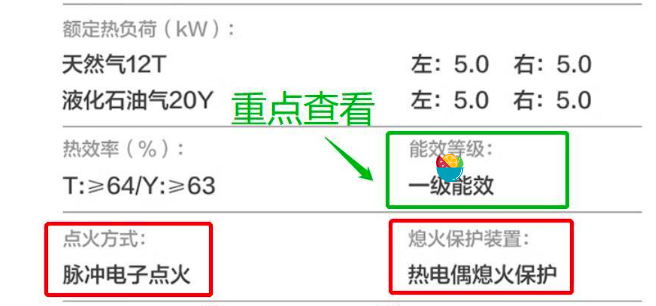 额定热负荷（kW）:
天然气12T 左: 5.0 右: 5.0
液化石油气20Y 左: 5.0 右: 5.0
重点查看
热效率（%）: 能效等级:
T:≥64/Y:≥63 一级能效
点火方式: 熄火保护装置:
脉冲电子点火 热电偶熄火保护